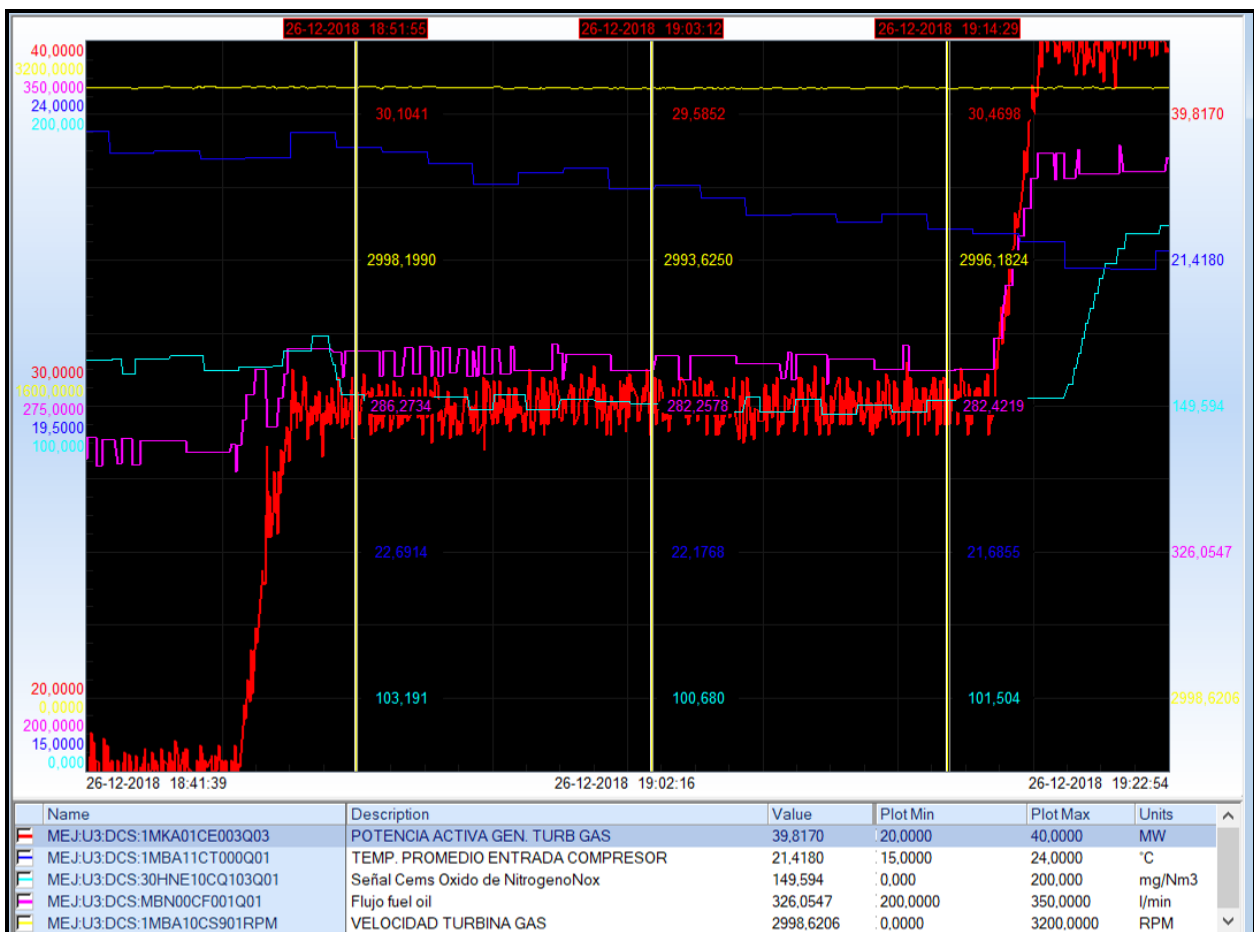 26-12-2018 18:51:55 26-12-2018 19:03:12 26-12-2018 19:14:29
40,0000
3200,0000
350,0000
24,0000
200,000
30,1041 29,5852 30,4698 39,8170
2998,1990 2993,6250 2996,1824 21,4180
30,0000
1600,0000
275,0000
19,5000
100,000
286,2734 282,2578 282,4219 149,594
22,6914 22,1768 21,6855 326,0547
20,0000
0,0000
200,0000
15,0000
0,000
103,191 100,680 101,504 2998,6206
26-12-2018 18:41:39 26-12-2018 19:02:16 26-12-2018 19:22:54
Name Description Value Plot Min Plot Max Units
MEJ:U3:DCS:1MKA01CE003Q03 POTENCIA ACTIVA GEN. TURB GAS 39,8170 20,0000 40,0000 MW
MEJ:U3:DCS:1MBA11CT000Q01 TEMP. PROMEDIO ENTRADA COMPRESOR 21,4180 15,0000 24,0000 °C
MEJ:U3:DCS:30HNE10CQ103Q01 Señal Cems Oxido de NitrogenoNox 149,594 0,000 200,000 mg/Nm3
MEJ:U3:DCS:MBN00CF001Q01 Flujo fuel oil 326,0547 200,0000 350,0000 l/min
MEJ:U3:DCS:1MBA10CS901RPM VELOCIDAD TURBINA GAS 2998,6206 0,0000 3200,0000 RPM